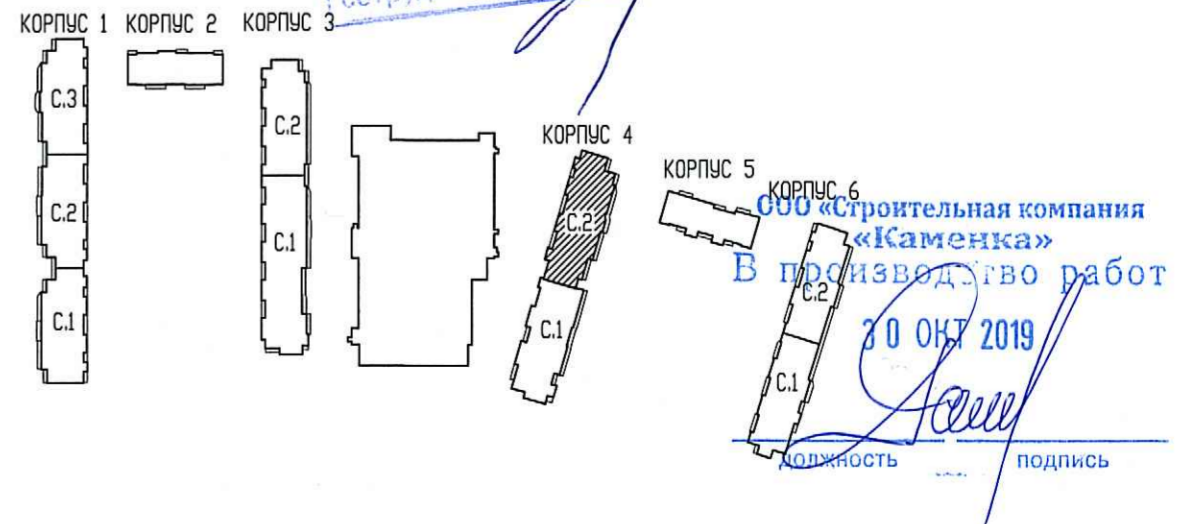 КОРПУС 1 КОРПУС 2 КОРПУС 3
С.3
С.2
С.1
С.2
С.1
КОРПУС 4
С.2
С.1
КОРПУС 5
КОРПУС 6
С.2
С.1
ООО «Строительная компания
«Каменка»
В производство работ
30 ОКТ 2019
должность подпись